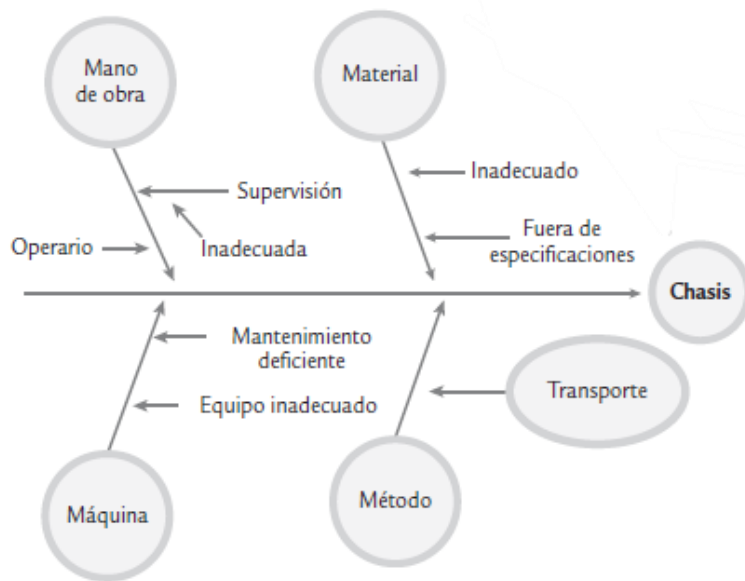 Mano
de obra
Material
Supervisión
Inadecuado
Operario
Inadecuada
Fuera de
especificaciones
Chasis
Mantenimiento
deficiente
Transporte
Equipo inadecuado
Máquina
Método